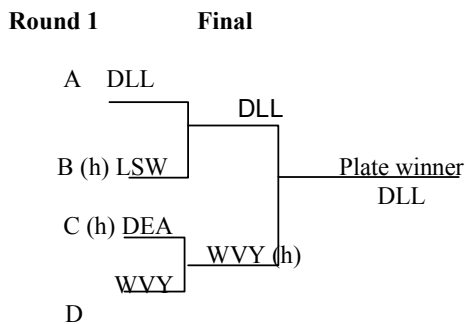 Round 1 Final
A DLL
DLL
B (h) LSW
Plate winner
DLL
C (h) DEA
WVY (h)
WVY
D